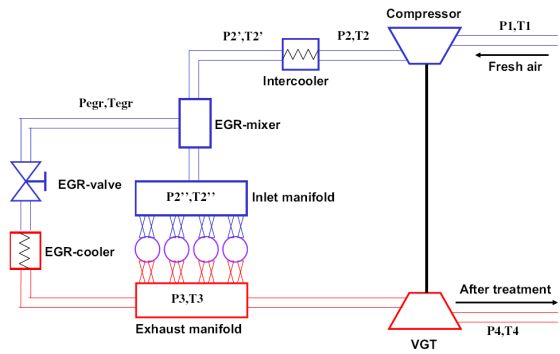 Compressor
P2',T2'
P2,T2
P1,T1
Fresh air
Intercooler
Pegr,Tegr
EGR-mixer
EGR-valve
P2'',T2''
Inlet manifold
EGR-cooler
P3,T3
After treatment
Exhaust manifold
P4,T4
VGT